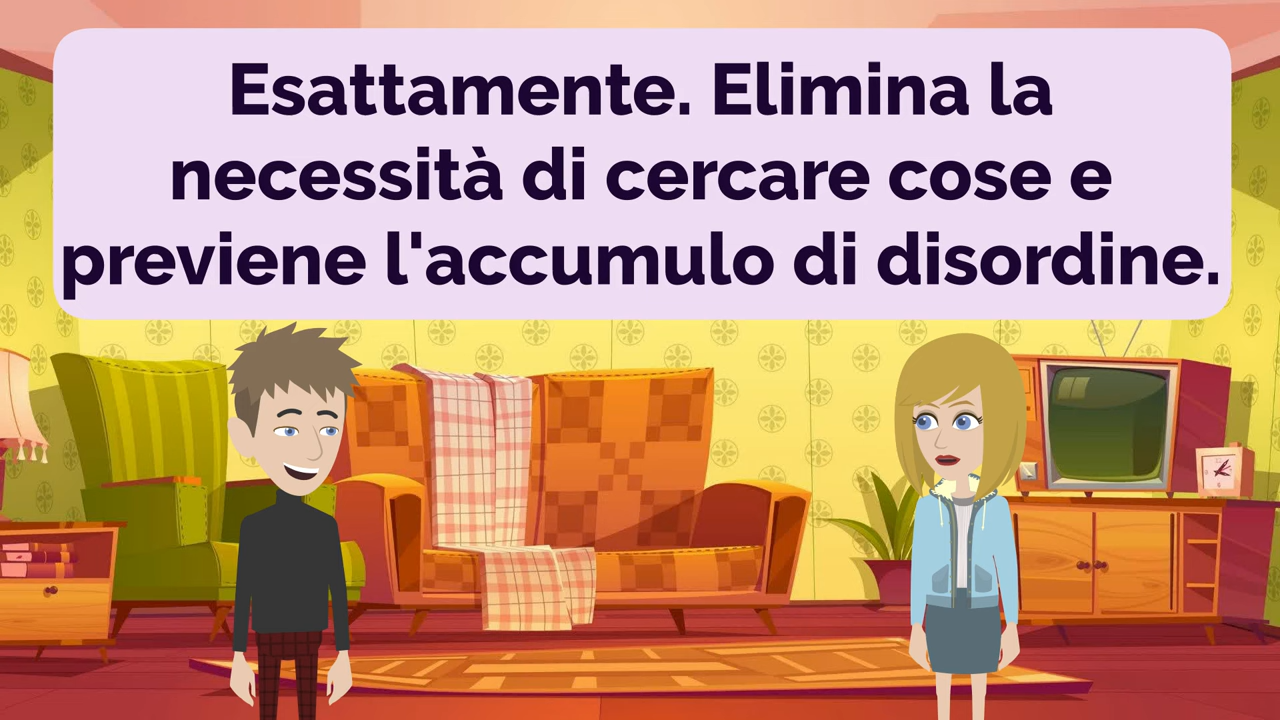 Esattamente. Elimina la
necessità di cercare cose e
previene l'accumulo di disordine.